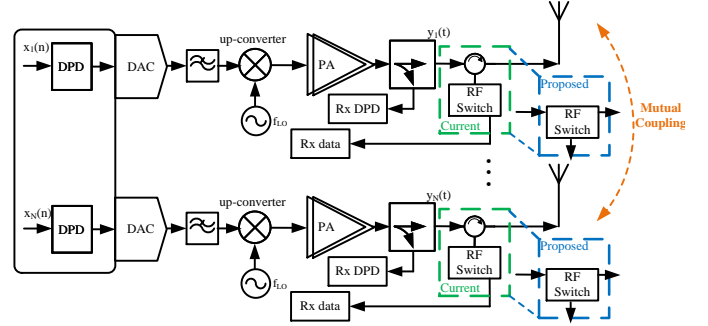 x1(n)
DPD
DAC
up-converter
fLO
PA
y1(t)
Rx DPD
Rx data
RF
Switch
Current
Proposed
RF
Switch
Mutual
Coupling
xN(n)
DPD
DAC
up-converter
fLO
PA
yN(t)
Rx DPD
Rx data
RF
Switch
Current
Proposed
RF
Switch